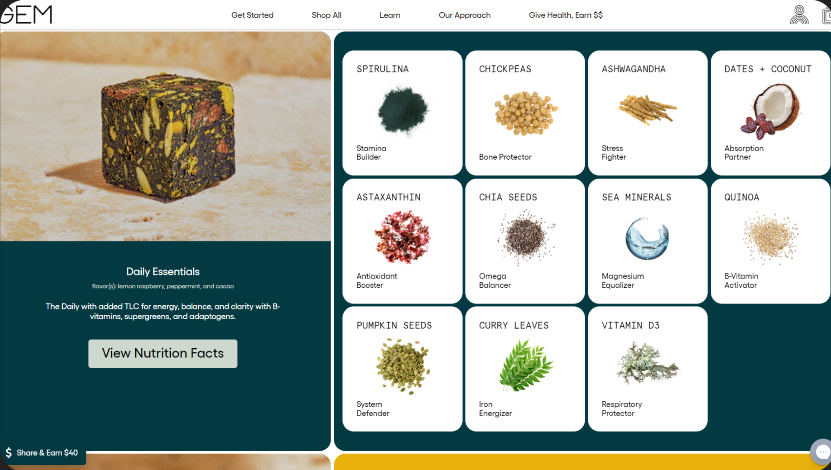 GEM
Get Started
Shop All
Learn
Our Approach
Give Health, Earn $$
Daily Essentials
flavor(s): lemon raspberry, peppermint, and cacao
The Daily with added TLC for energy, balance, and clarity with B-
vitamins, supergreens, and adaptogens.
View Nutrition Facts
SPIRULINA
Stamina
Builder
CHICKPEAS
Bone Protector
ASHWAGANDHA
Stress
Fighter
DATES + COCONUT
Absorption
Partner
ASTAXANTHIN
Antioxidant
Booster
CHIA SEEDS
Omega
Balancer
SEA MINERALS
Magnesium
Equalizer
QUINOA
B-Vitamin
Activator
PUMPKIN SEEDS
System
Defender
CURRY LEAVES
Iron
Energizer
VITAMIN D3
Respiratory
Protector
$ Share & Earn $40